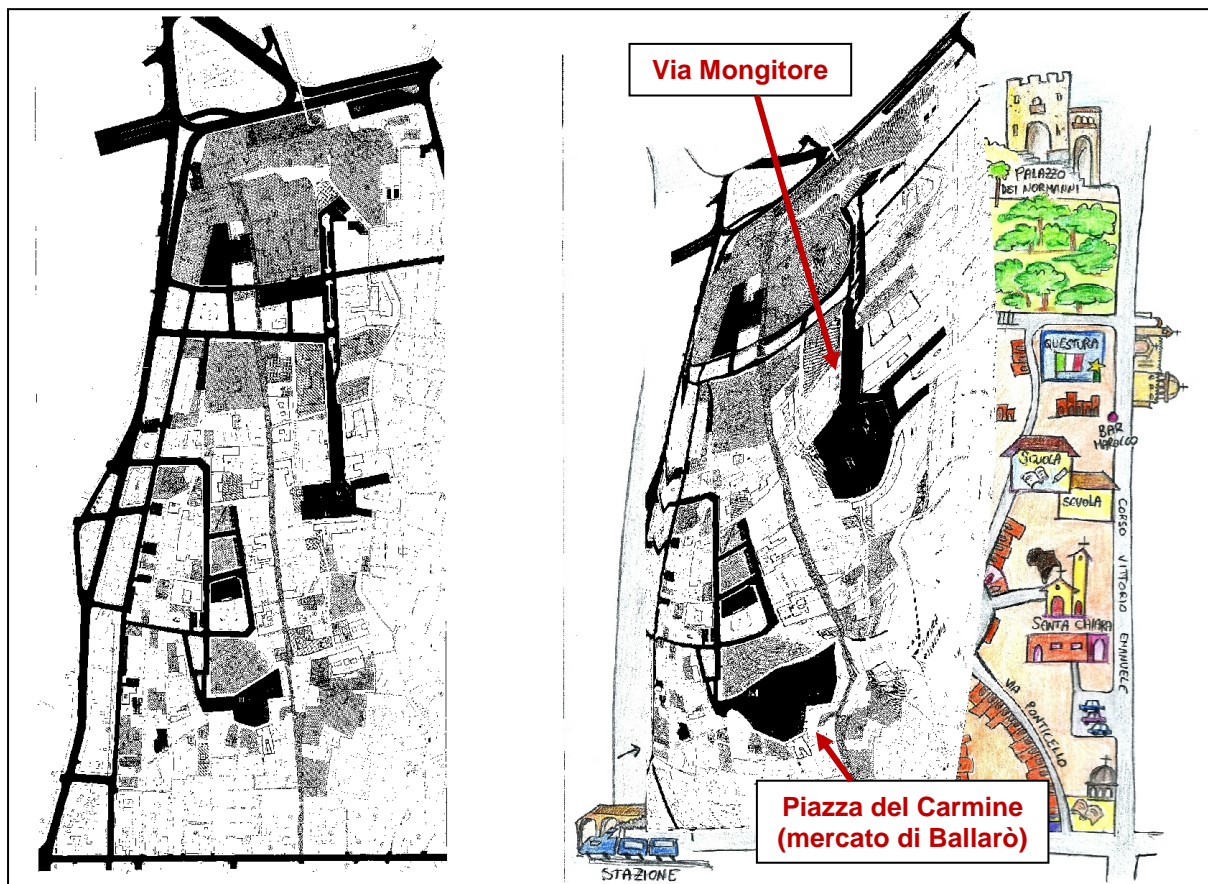 Via Mongitore
PALAZZO
DEI NORMANNI
QUESTURA
BAR
MAROCCO
SCUOLA
SCUOLA
CORSO VITTORIO EMANUELE
SANTA CHIARA
VIA PONTICELLO
Piazza del Carmine
(mercato di Ballarò)
STAZIONE